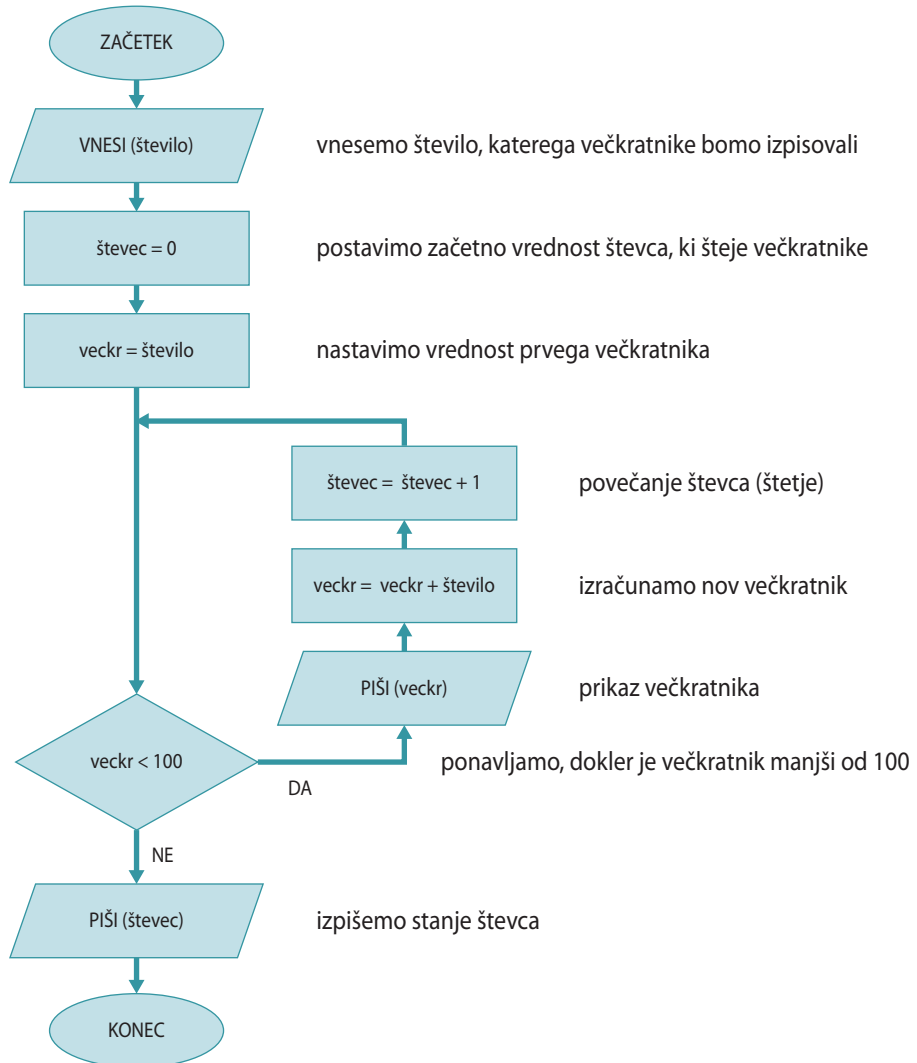 ZAČETEK
VNESI (število)
vnesemo število, katerega večkratnike bomo izpisovali
števec = 0
postavimo začetno vrednost števca, ki šteje večkratnike
veckr = število
nastavimo vrednost prvega večkratnika
števec = števec + 1
povečanje števca (štetje)
veckr = veckr + število
izračunamo nov večkratnik
PIŠI (veckr)
prikaz večkratnika
veckr < 100
DA
ponavljamo, dokler je večkratnik manjši od 100
NE
PIŠI (števec)
izpišemo stanje števca
KONEC